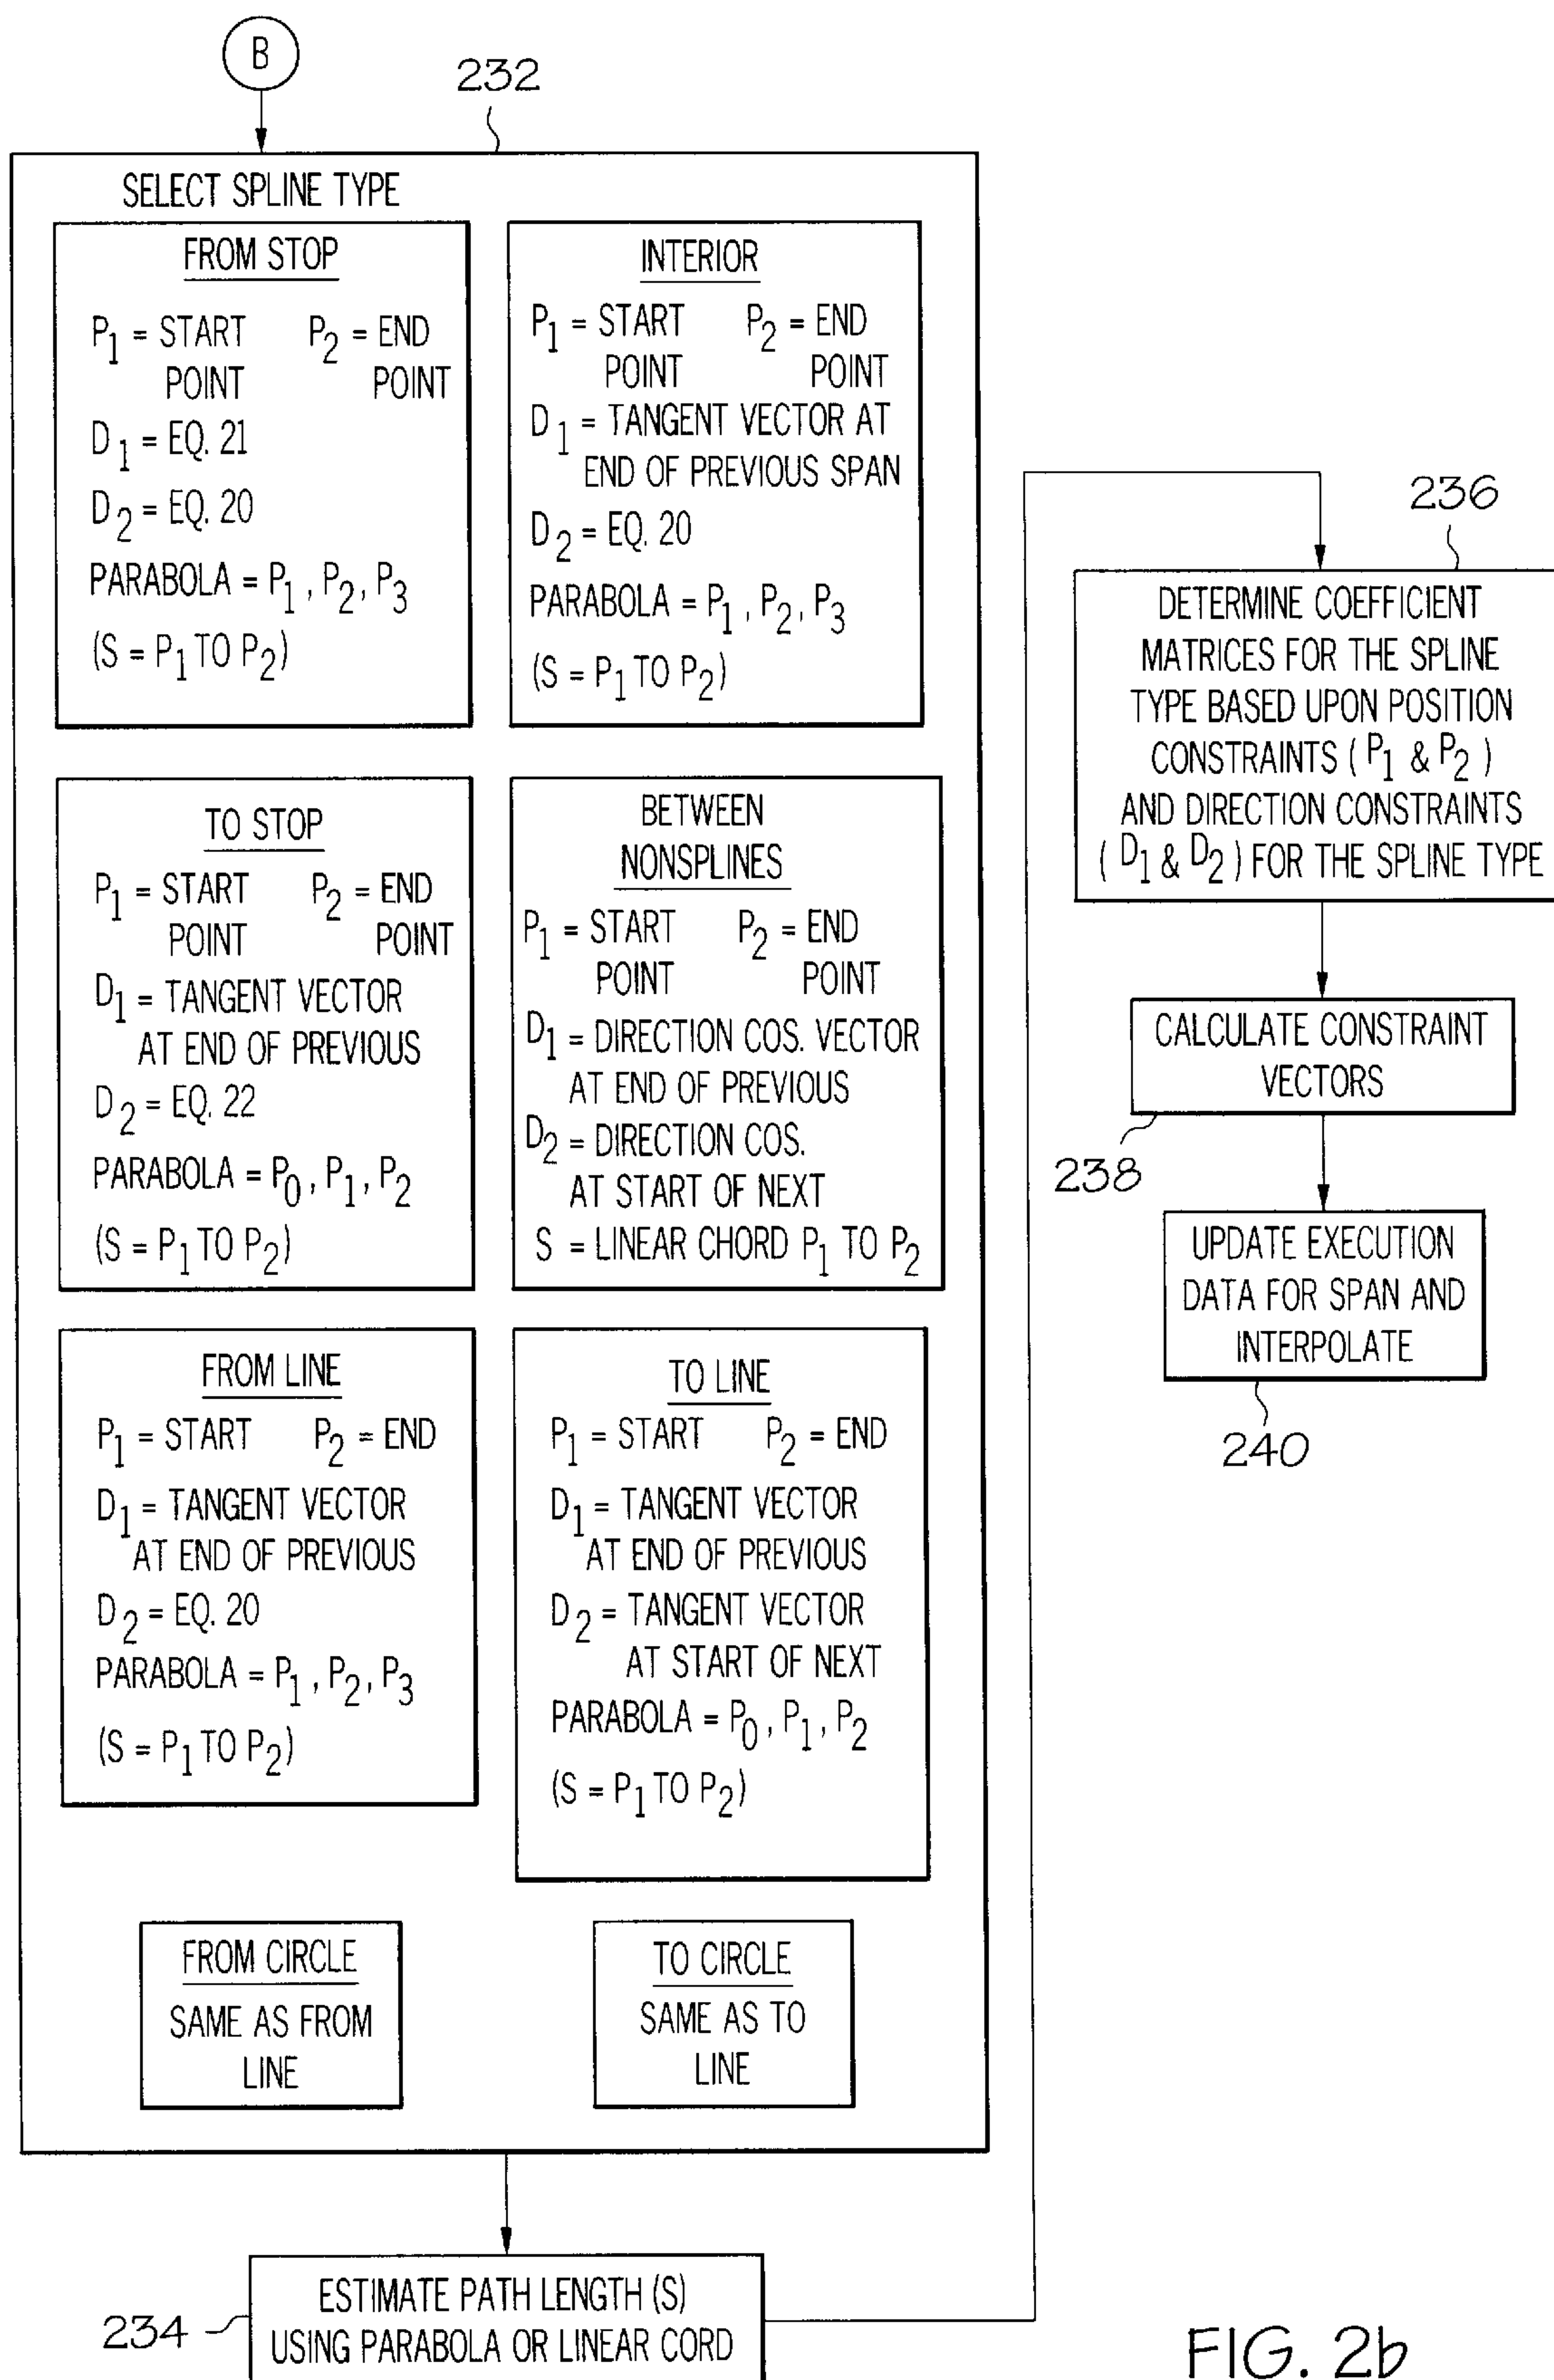 B
232
SELECT SPLINE TYPE
FROM STOP
P1 = START P2 = END
POINT POINT
D1 = EQ. 21
D2 = EQ. 20
PARABOLA = P1, P2, P3
(S = P1 TO P2)
INTERIOR
P1 = START P2 = END
POINT POINT
D1 = TANGENT VECTOR AT
END OF PREVIOUS SPAN
D2 = EQ. 20
PARABOLA = P1, P2, P3
(S = P1 TO P2)
TO STOP
P1 = START P2 = END
POINT POINT
D1 = TANGENT VECTOR
AT END OF PREVIOUS
D2 = EQ. 22
PARABOLA = P0, P1, P2
(S = P1 TO P2)
BETWEEN
NONSPLINES
P1 = START P2 = END
POINT POINT
D1 = DIRECTION COS. VECTOR
AT END OF PREVIOUS
D2 = DIRECTION COS.
AT START OF NEXT
S = LINEAR CHORD P1 TO P2
FROM LINE
P1 = START P2 = END
D1 = TANGENT VECTOR
AT END OF PREVIOUS
D2 = EQ. 20
PARABOLA = P1, P2, P3
(S = P1 TO P2)
TO LINE
P1 = START P2 = END
D1 = TANGENT VECTOR
AT END OF PREVIOUS
D2 = TANGENT VECTOR
AT START OF NEXT
PARABOLA = P0, P1, P2
(S = P1 TO P2)
FROM CIRCLE
SAME AS FROM
LINE
TO CIRCLE
SAME AS TO
LINE
234
ESTIMATE PATH LENGTH (S)
USING PARABOLA OR LINEAR CORD
236
DETERMINE COEFFICIENT
MATRICES FOR THE SPLINE
TYPE BASED UPON POSITION
CONSTRAINTS (P1 & P2)
AND DIRECTION CONSTRAINTS
(D1 & D2) FOR THE SPLINE TYPE
CALCULATE CONSTRAINT
VECTORS
238
UPDATE EXECUTION
DATA FOR SPAN AND
INTERPOLATE
240
FIG. 2b